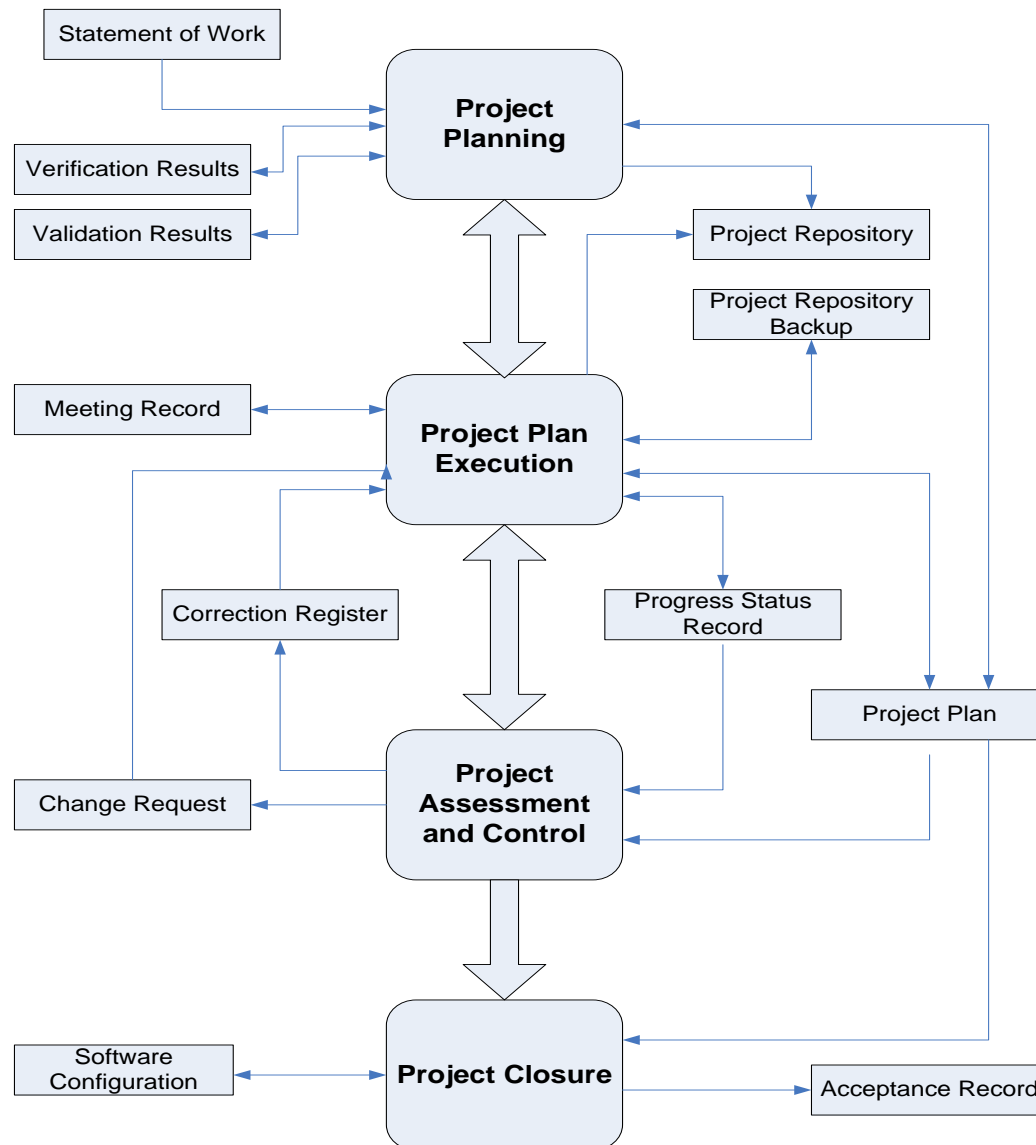 Statement of Work
Project
Planning
Verification Results
Validation Results
Project Repository
Project Repository
Backup
Meeting Record
Project Plan
Execution
Correction Register
Progress Status
Record
Project Plan
Project
Assessment
and Control
Change Request
Software
Configuration
Project Closure
Acceptance Record